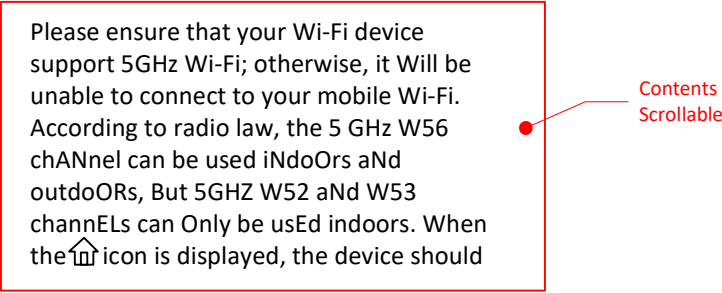 Please ensure that your Wi-Fi device
support 5GHz Wi-Fi; otherwise, it Will be
unable to connect to your mobile Wi-Fi.
According to radio law, the 5 GHz W56
chANnel can be used iNdoOrs aNd
outdoORs, But 5GHZ W52 aNd W53
channELs can Only be usEd indoors. When
the icon is displayed, the device should
Contents
Scrollable